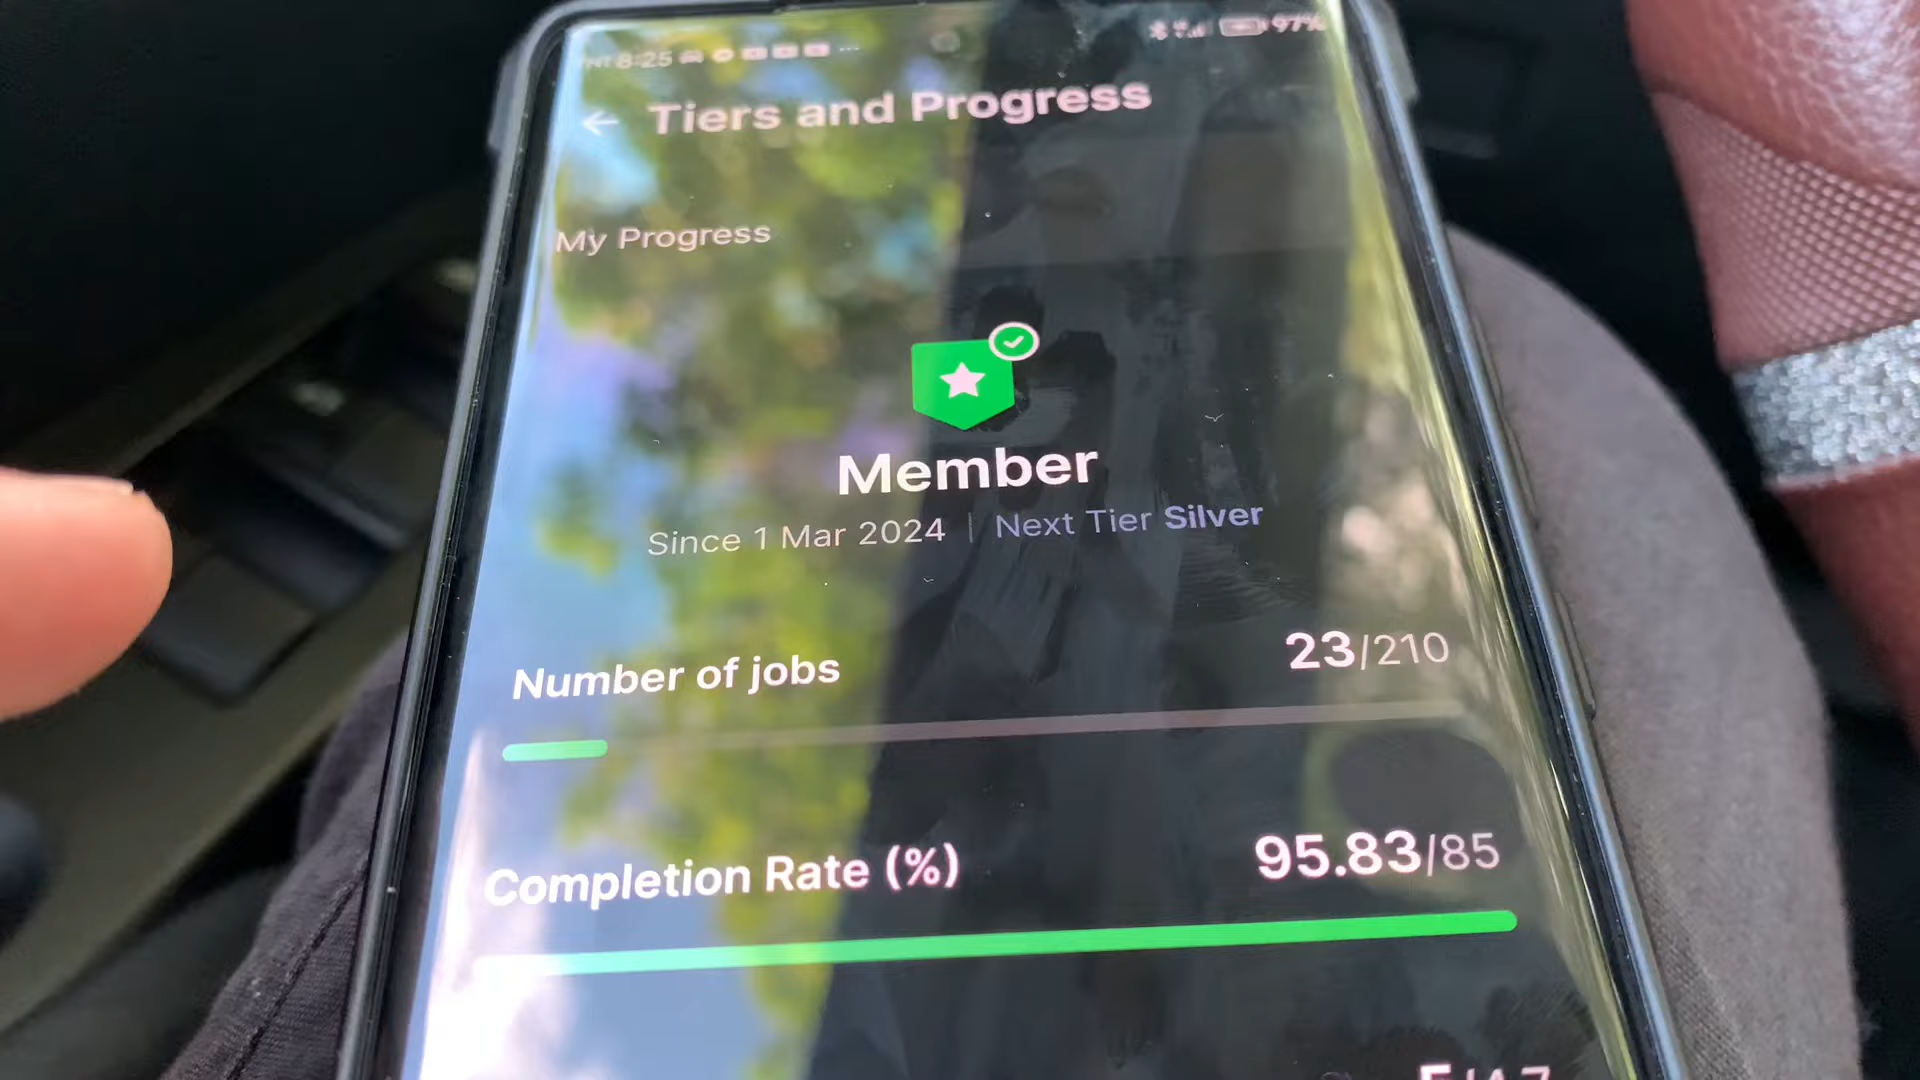 8:25 97%
Tiers and Progress
My Progress
Member
Since 1 Mar 2024 | Next Tier Silver
Number of jobs 23/210
Completion Rate (%) 95.83/85